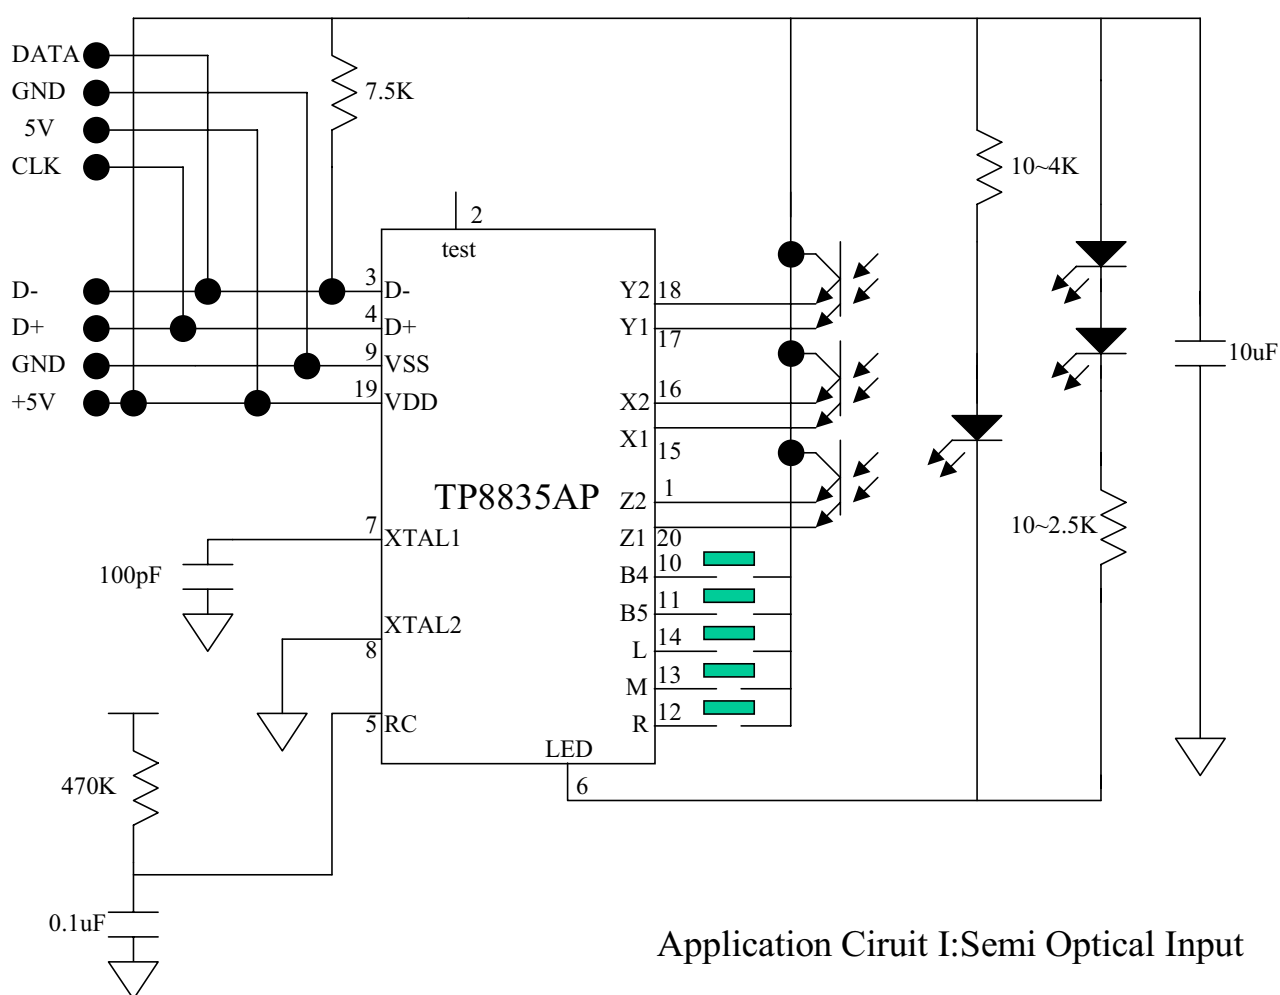 DATA
GND
5V
CLK
7.5K
10~4K
2
test
D-
D+
GND
+5V
3
4
9
19
D-
D+
VSS
VDD
Y2 18
Y1 17
X2 16
X1 15
Z2 1
Z1 20
B4 10
B5 11
L 14
M 13
R 12
10uF
10~2.5K
TP8835AP
7
XTAL1
100pF
XTAL2
8
5 RC
LED
6
470K
0.1uF
Application Ciruit I:Semi Optical Input